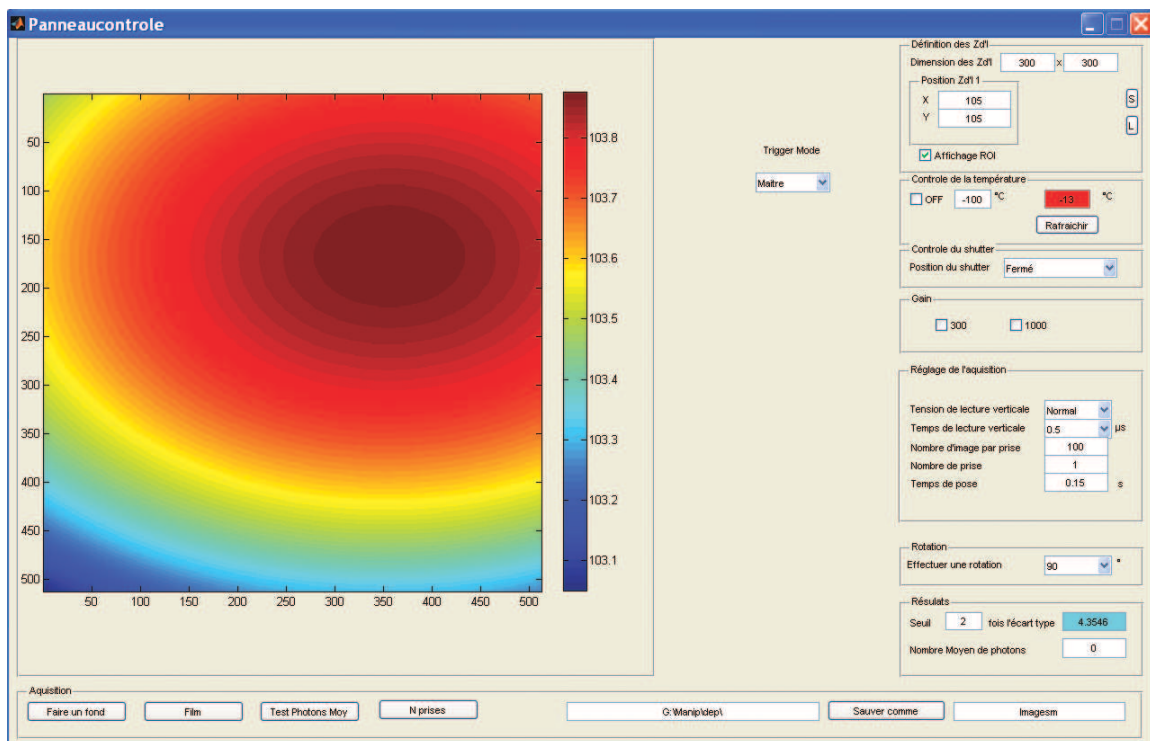 Panneaucontrole
50
100
150
200
250
300
350
400
450
500
50 100 150 200 250 300 350 400 450 500
103.8
103.7
103.6
103.5
103.4
103.3
103.2
103.1
Trigger Mode
Maitre
Définition des Zd'I
Dimension des Zd'I 300 x 300
Position Zd'I 1
X 105
Y 105
S
L
Affichage ROI
Controle de la température
OFF -100 °C -13 °C
Rafraichir
Controle du shutter
Position du shutter Fermé
Gain
300 1000
Réglage de l'aquisition
Tension de lecture verticale Normal
Temps de lecture verticale 0.5 µs
Nombre d'image par prise 100
Nombre de prise 1
Temps de pose 0.15 s
Rotation
Effectuer une rotation 90 °
Résulats
Seuil 2 fois l'écart type 4.3546
Nombre Moyen de photons 0
Aquisition
Faire un fond Film Test Photons Moy N prises G:\Manip\dep\ Sauver comme Imagesm